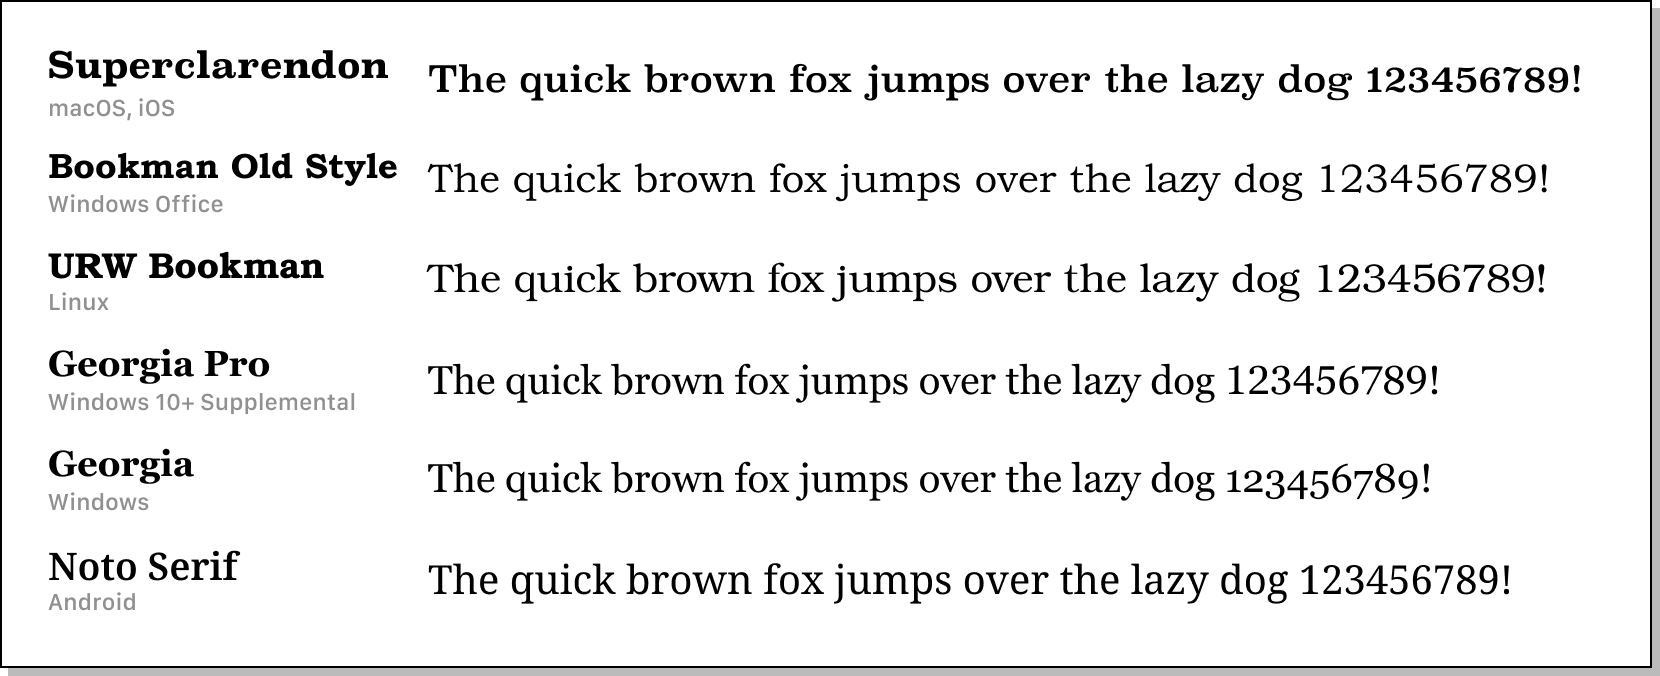 Superclarendon
The quick brown fox jumps over the lazy dog 123456789!
macOS, iOS
Bookman Old Style
The quick brown fox jumps over the lazy dog 123456789!
Windows Office
URW Bookman
The quick brown fox jumps over the lazy dog 123456789!
Linux
Georgia Pro
The quick brown fox jumps over the lazy dog 123456789!
Windows 10+ Supplemental
Georgia
The quick brown fox jumps over the lazy dog 123456789!
Windows
Noto Serif
The quick brown fox jumps over the lazy dog 123456789!
Android